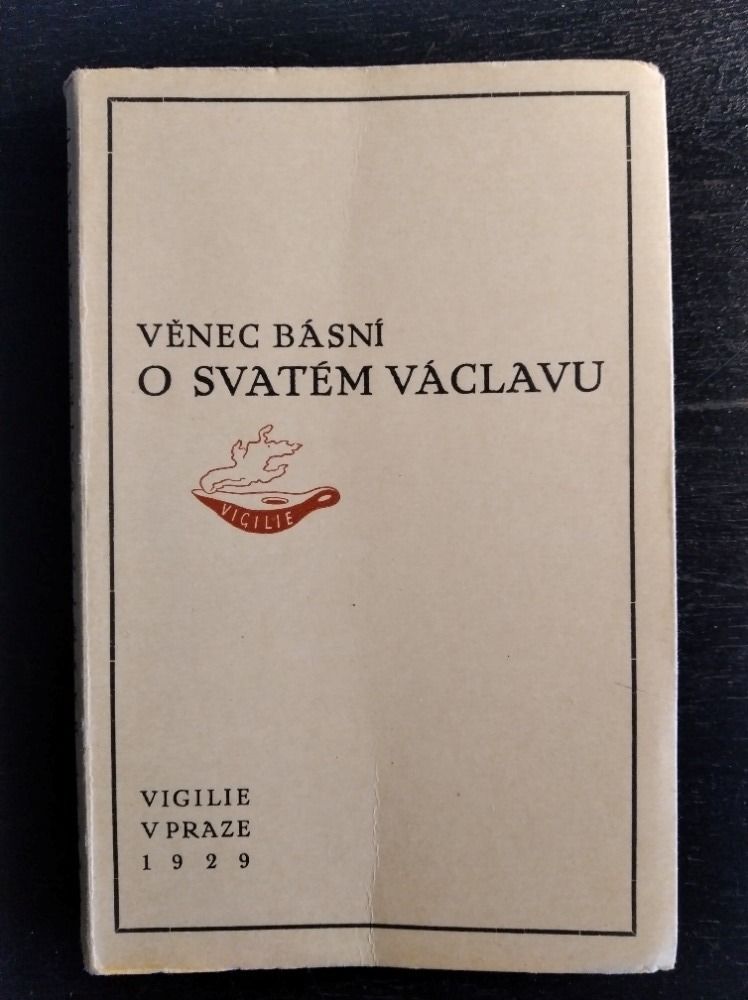 VĚNEC BÁSNÍ
O SVATÉM VÁCLAVU
VIGILIE
VIGILIE
V PRAZE
1929